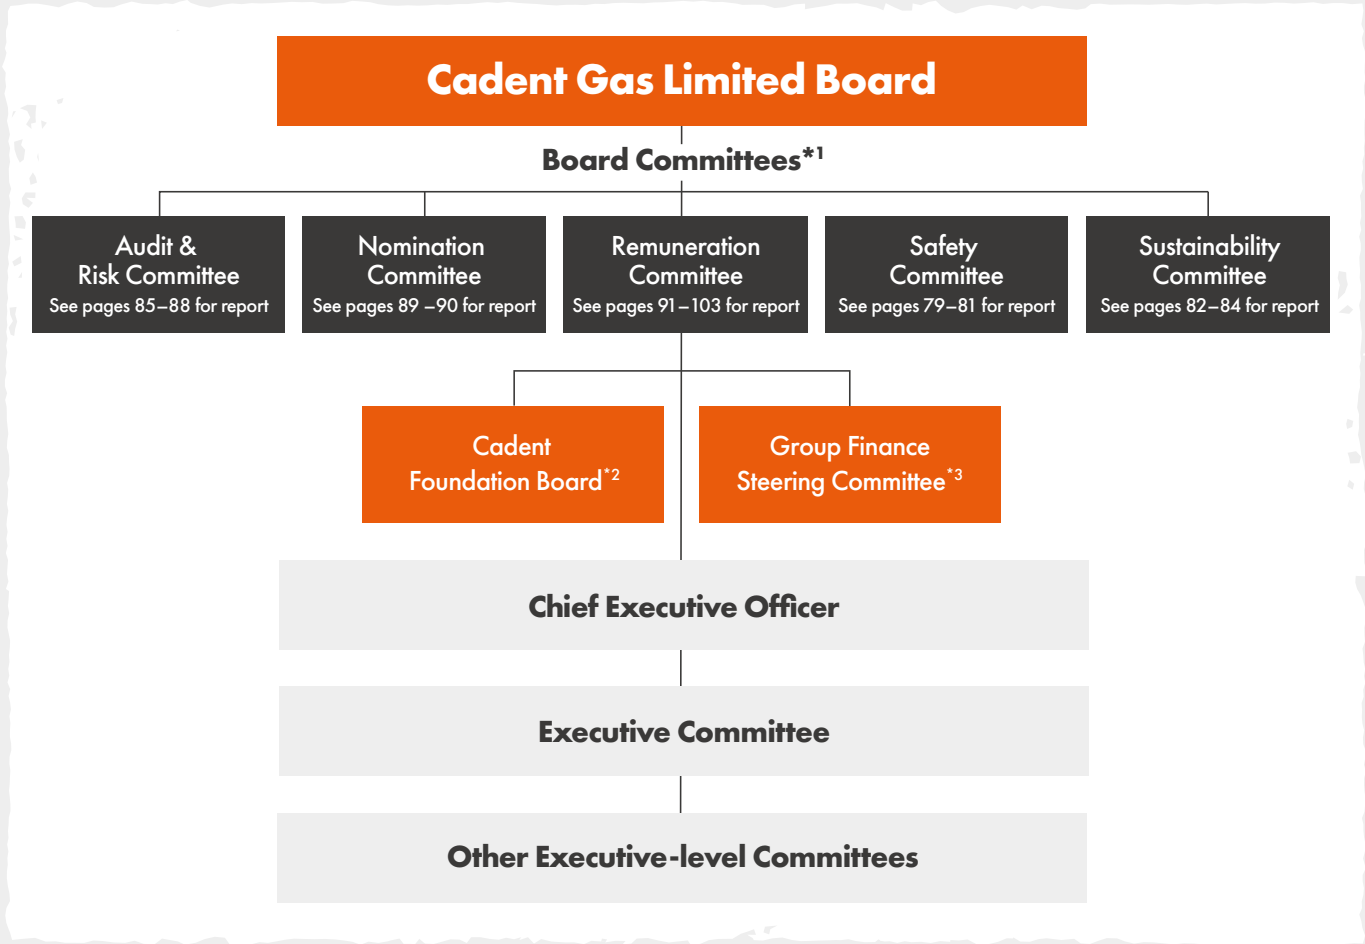 Cadent Gas Limited Board
Board Committees*1
Audit &
Risk Committee
See pages 85–88 for report
Nomination
Committee
See pages 89 –90 for report
Remuneration
Committee
See pages 91–103 for report
Safety
Committee
See pages 79–81 for report
Sustainability
Committee
See pages 82–84 for report
Cadent
Foundation Board*2
Group Finance
Steering Committee*3
Chief Executive Officer
Executive Committee
Other Executive-level Committees